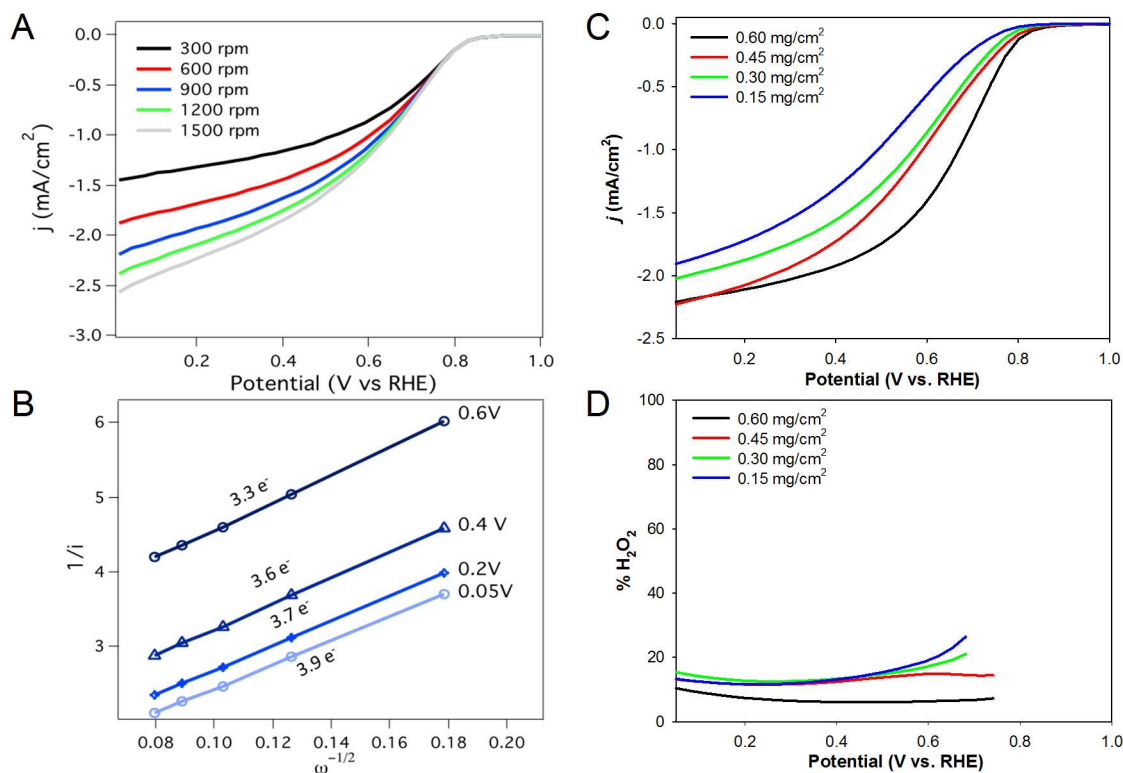 A
0.0
-0.5
-1.0
-1.5
-2.0
-2.5
-3.0
j (mA/cm²)
300 rpm
600 rpm
900 rpm
1200 rpm
1500 rpm
0.2 0.4 0.6 0.8 1.0
Potential (V vs RHE)
B
6
5
4
3
1/i
0.6V
3.3 e⁻
0.4 V
3.6 e⁻
0.2V
3.7 e⁻
0.05V
3.9 e⁻
0.08 0.10 0.12 0.14 0.16 0.18 0.20
ω⁻¹/²
C
0.0
-0.5
-1.0
-1.5
-2.0
-2.5
j (mA/cm²)
0.60 mg/cm²
0.45 mg/cm²
0.30 mg/cm²
0.15 mg/cm²
0.2 0.4 0.6 0.8 1.0
Potential (V vs. RHE)
D
100
80
60
40
20
0
% H₂O₂
0.60 mg/cm²
0.45 mg/cm²
0.30 mg/cm²
0.15 mg/cm²
0.2 0.4 0.6 0.8 1.0
Potential (V vs. RHE)